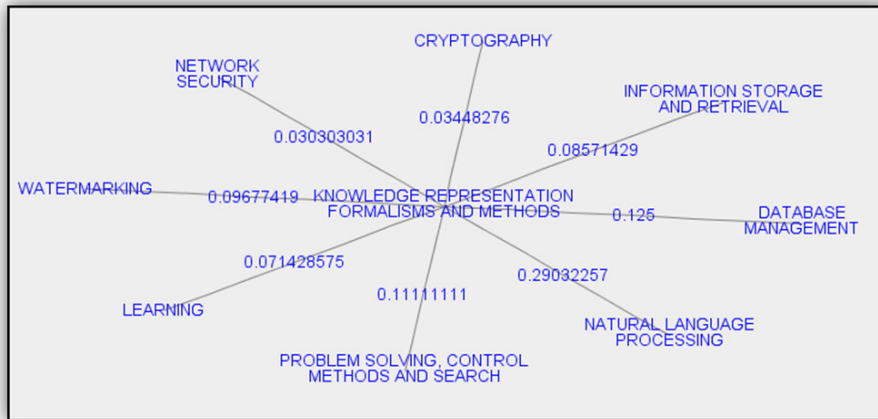 CRYPTOGRAPHY
NETWORK
SECURITY
INFORMATION STORAGE
AND RETRIEVAL
0.03448276
0.030303031
0.08571429
WATERMARKING
0.09677419
KNOWLEDGE REPRESENTATION
FORMALISMS AND METHODS
0.125
DATABASE
MANAGEMENT
0.071428575
0.29032257
0.11111111
LEARNING
NATURAL LANGUAGE
PROCESSING
PROBLEM SOLVING, CONTROL
METHODS AND SEARCH